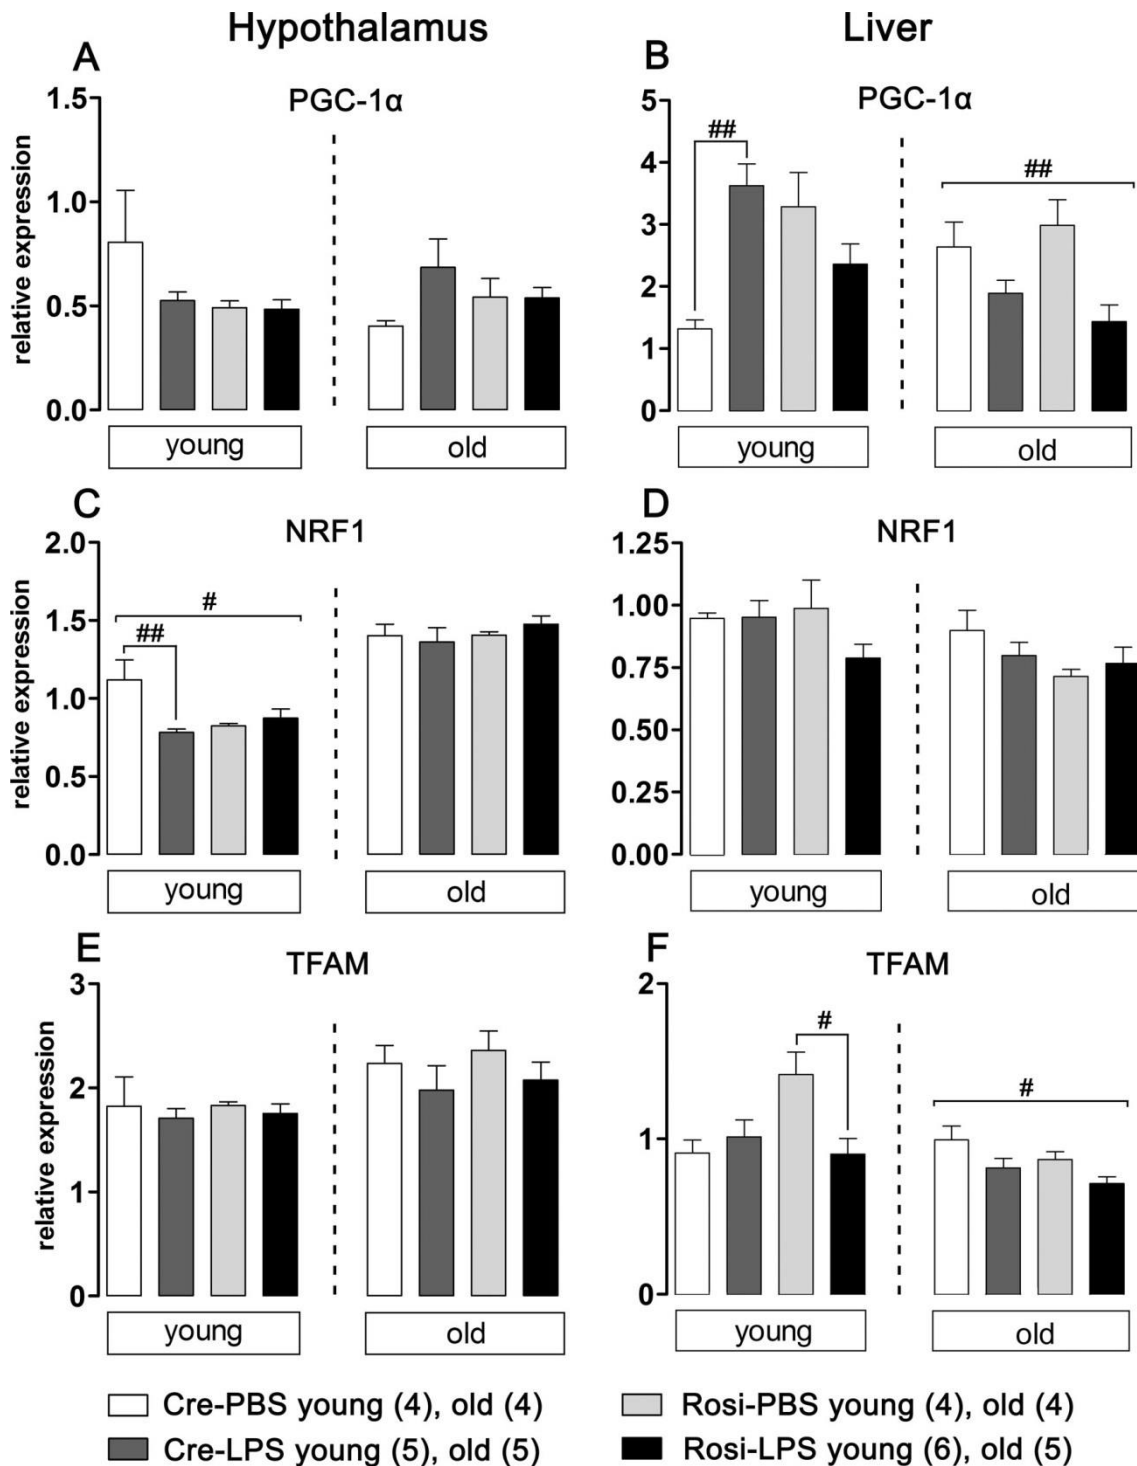 Hypothalamus
Liver
A
PGC-1α
relative expression
1.5
1.0
0.5
0.0
young
old
B
PGC-1α
5
4
3
2
1
0
##
##
young
old
C
NRF1
relative expression
2.0
1.5
1.0
0.5
0.0
#
##
young
old
D
NRF1
1.25
1.00
0.75
0.50
0.25
0.00
young
old
E
TFAM
relative expression
3
2
1
0
young
old
F
TFAM
2
1
0
#
#
young
old
Cre-PBS young (4), old (4)
Rosi-PBS young (4), old (4)
Cre-LPS young (5), old (5)
Rosi-LPS young (6), old (5)